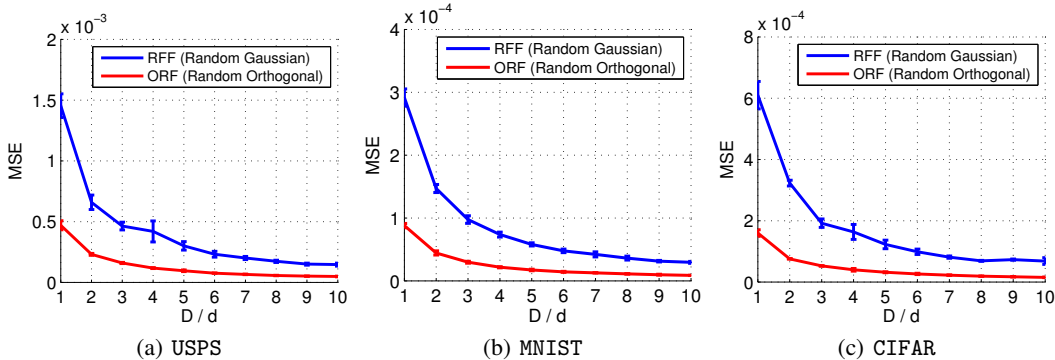 x 10⁻³
2
1.5
1
0.5
0
MSE
RFF (Random Gaussian)
ORF (Random Orthogonal)
1 2 3 4 5 6 7 8 9 10
D / d
(a) USPS
x 10⁻⁴
4
3
2
1
0
MSE
RFF (Random Gaussian)
ORF (Random Orthogonal)
1 2 3 4 5 6 7 8 9 10
D / d
(b) MNIST
x 10⁻⁴
8
6
4
2
0
MSE
RFF (Random Gaussian)
ORF (Random Orthogonal)
1 2 3 4 5 6 7 8 9 10
D / d
(c) CIFAR